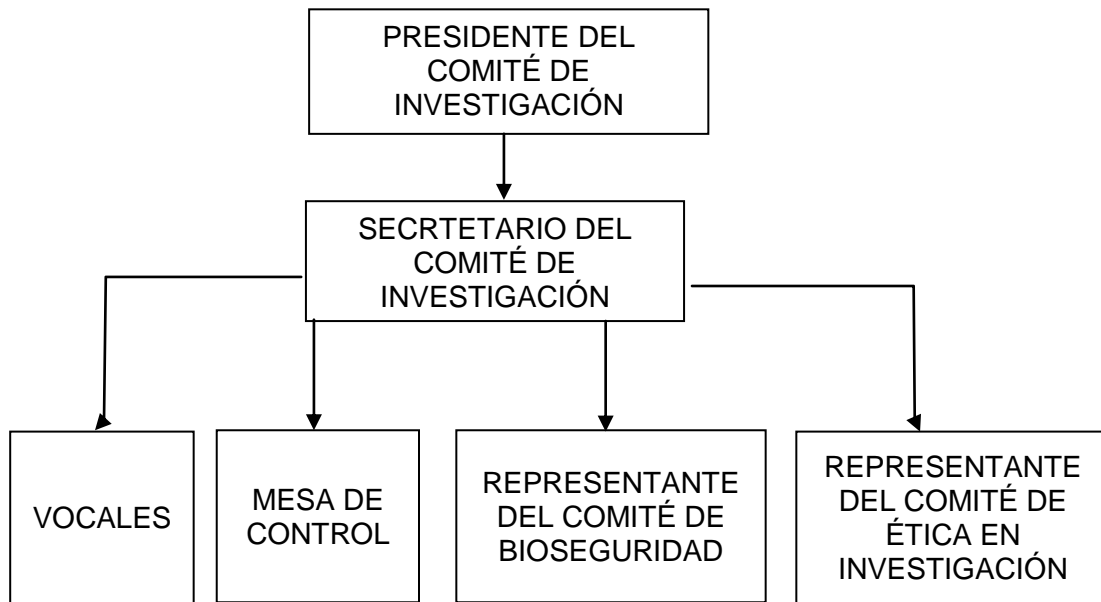 PRESIDENTE DEL
COMITÉ DE
INVESTIGACIÓN
SECRTETARIO DEL
COMITÉ DE
INVESTIGACIÓN
VOCALES
MESA DE
CONTROL
REPRESENTANTE
DEL COMITÉ DE
BIOSEGURIDAD
REPRESENTANTE
DEL COMITÉ DE
ÉTICA EN
INVESTIGACIÓN